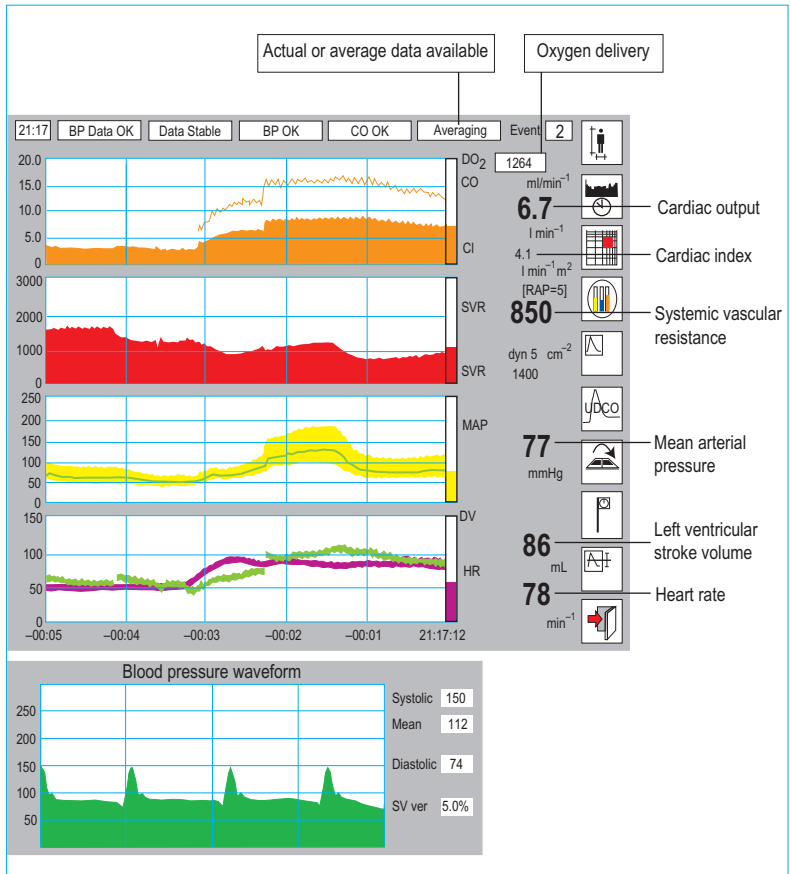 Actual or average data available
Oxygen delivery
21:17 BP Data OK Data Stable BP OK CO OK Averaging Event 2
20.0
15.0
10.0
5.0
0
DO2 1264
CO ml/min−1
6.7 Cardiac output
l min−1
4.1 Cardiac index
CI
l min−1 m2
[RAP=5]
3000
2000
1000
0
SVR 850 Systemic vascular
resistance
dyn 5 cm−2
SVR 1400
UDCO
250
200
150
100
50
0
MAP
77 Mean arterial
pressure
mmHg
150
100
50
0
DV
HR
86 Left ventricular
stroke volume
mL
78 Heart rate
min−1
−00:05 −00:04 −00:03 −00:02 −00:01 21:17:12
Blood pressure waveform
250
200
150
100
50
Systolic 150
Mean 112
Diastolic 74
SV ver 5.0%